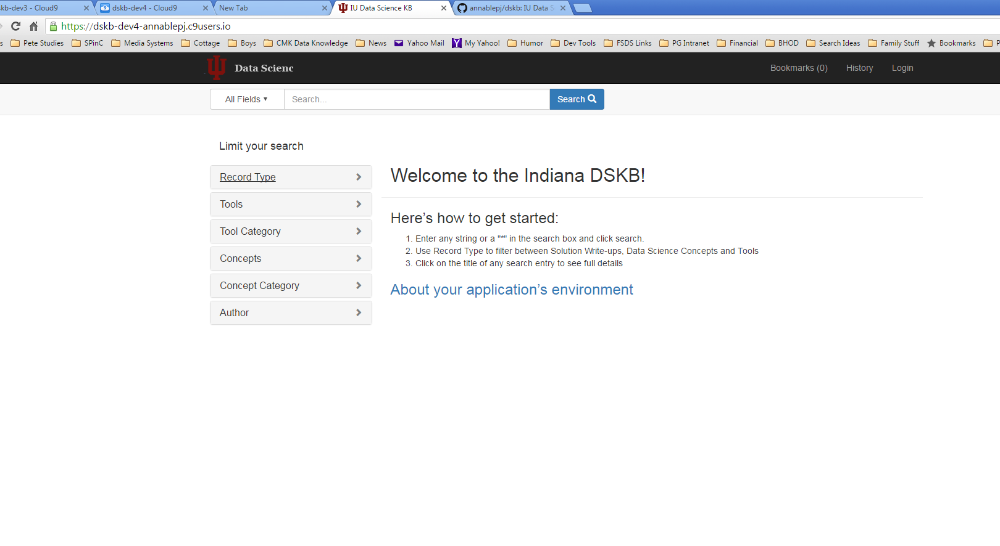 skb-dev3 - Cloud9
dskb-dev4 - Cloud9
New Tab
IU Data Science KB
annablepj/dskb: IU Data S
https://dskb-dev4-annablepj.c9users.io
s Pete Studies SPinC Media Systems Cottage Boys CMK Data Knowledge News Yahoo Mail My Yahoo! Humor Dev Tools FSDS Links PG Intranet Financial BHOD Search Ideas Family Stuff Bookmarks P
Data Scienc
Bookmarks (0) History Login
All Fields Search... Search
Limit your search
Record Type
Tools
Tool Category
Concepts
Concept Category
Author
Welcome to the Indiana DSKB!
Here’s how to get started:
1. Enter any string or a "*" in the search box and click search.
2. Use Record Type to filter between Solution Write-ups, Data Science Concepts and Tools
3. Click on the title of any search entry to see full details
About your application’s environment